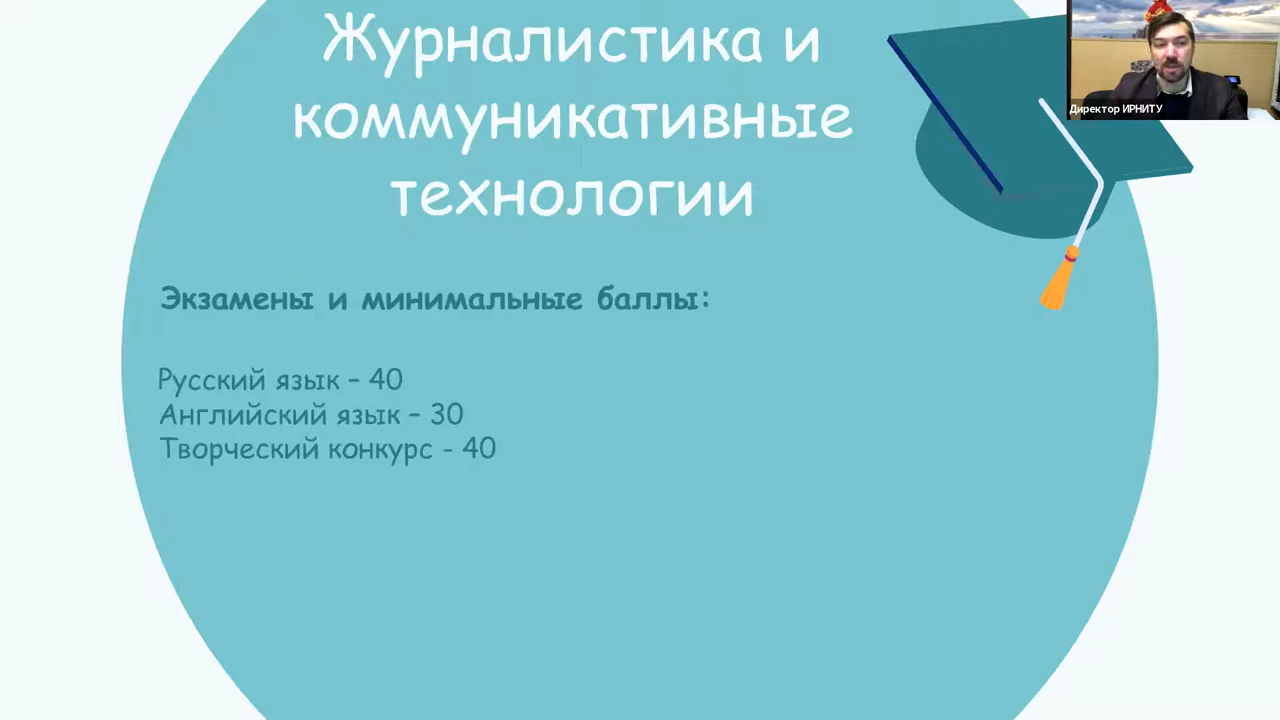 Журналистика и
коммуникативные
технологии
Директор ИРНИТУ
Экзамены и минимальные баллы:
Русский язык – 40
Английский язык – 30
Творческий конкурс - 40